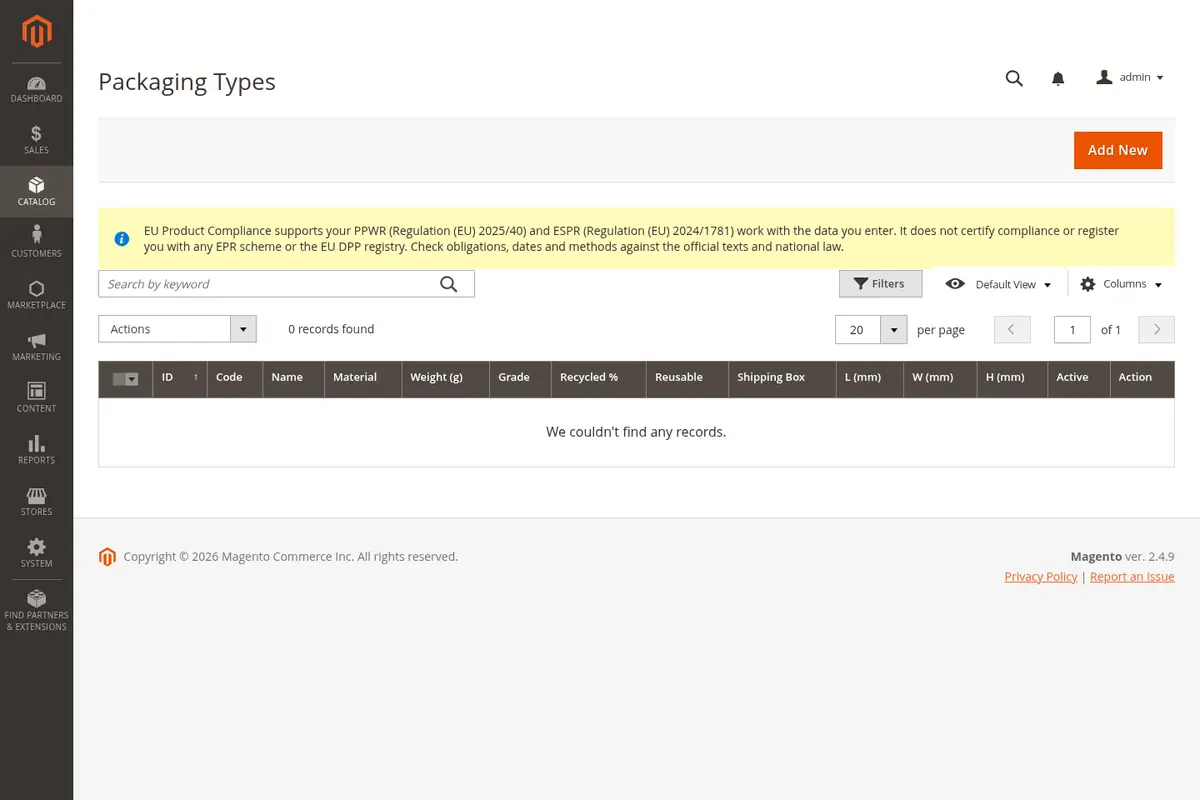 Packaging Types
admin
DASHBOARD
SALES
CATALOG
CUSTOMERS
MARKETPLACE
MARKETING
CONTENT
REPORTS
STORES
SYSTEM
FIND PARTNERS
& EXTENSIONS
Add New
EU Product Compliance supports your PPWR (Regulation (EU) 2025/40) and ESPR (Regulation (EU) 2024/1781) work with the data you enter. It does not certify compliance or register
you with any EPR scheme or the EU DPP registry. Check obligations, dates and methods against the official texts and national law.
Search by keyword
Filters
Default View
Columns
Actions
0 records found
20
per page
1
of 1
ID ↑ Code Name Material Weight (g) Grade Recycled % Reusable Shipping Box L (mm) W (mm) H (mm) Active Action
We couldn't find any records.
Copyright © 2026 Magento Commerce Inc. All rights reserved.
Magento ver. 2.4.9
Privacy Policy | Report an Issue